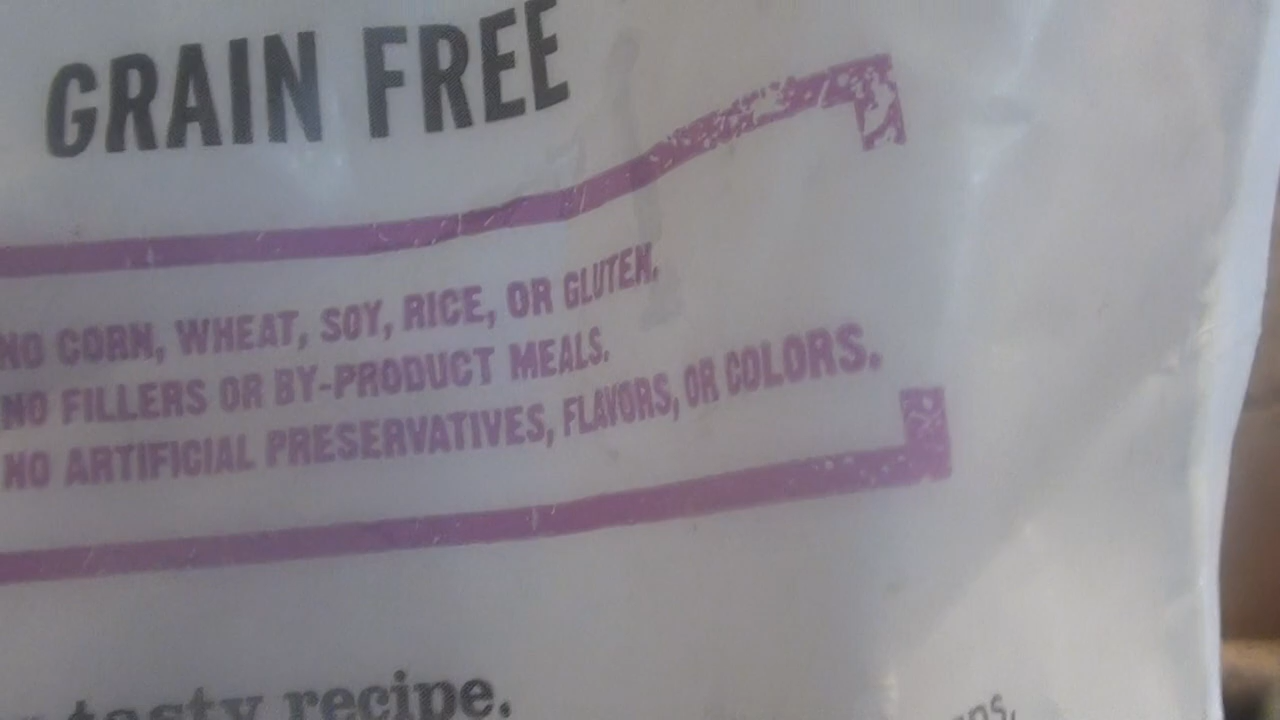 GRAIN FREE
NO CORN, WHEAT, SOY, RICE, OR GLUTEN.
NO FILLERS OR BY-PRODUCT MEALS.
NO ARTIFICIAL PRESERVATIVES, FLAVORS, OR COLORS.
tasty recipe.